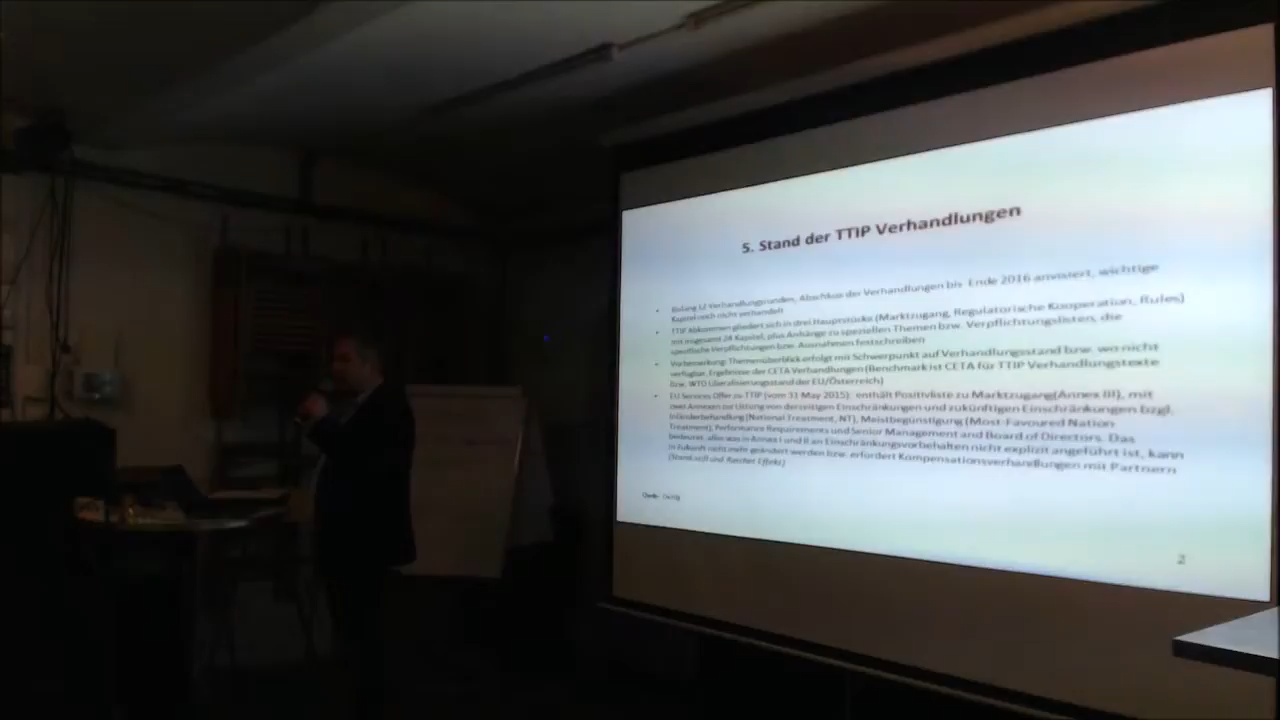 5. Stand der TTIP Verhandlungen
• Bislang 12 Verhandlungsrunden, Abschluss der Verhandlungen bis Ende 2016 anvisiert, wichtige
Kapitel noch nicht verhandelt
• TTIP Abkommen gliedert sich in drei Hauptstücke (Marktzugang, Regulatorische Kooperation, Rules)
mit insgesamt 24 Kapitel, plus Anhänge zu speziellen Themen bzw. Verpflichtungslisten, die
spezifische Verpflichtungen bzw. Ausnahmen festschreiben
• Vorbemerkung: Themenüberblick erfolgt mit Schwerpunkt auf Verhandlungsstand bzw. wo nicht
verfügbar, Ergebnisse der CETA Verhandlungen (Benchmark ist CETA für TTIP Verhandlungstexte
bzw. WTO Liberalisierungsstand der EU/Österreich)
• EU Services Offer zu TTIP (vom 31 May 2015): enthält Positivliste zu Marktzugang(Annex III), mit
zwei Annexen zur Listung von derzeitigen Einschränkungen und zukünftigen Einschränkungen bzgl.
Inländerbehandlung (National Treatment, NT), Meistbegünstigung (Most-Favoured Nation
Treatment), Performance Requirements und Senior Management and Board of Directors. Das
bedeutet, alles was in Annex I und II an Einschränkungsvorbehalten nicht explizit angeführt ist, kann
in Zukunft nicht mehr geändert werden bzw. erfordert Kompensationsverhandlungen mit Partnern
(Stand still und Ratchet Effekt)
2